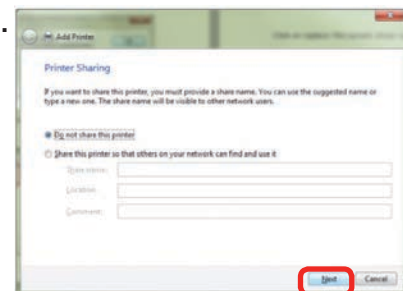 .
Add Printer
Printer Sharing
If you want to share this printer, you must provide a share name. You can use the suggested name or
type a new one. The share name will be visible to other network users.
Do not share this printer
Share this printer so that others on your network can find and use it
Share name:
Location:
Comment:
Next
Cancel